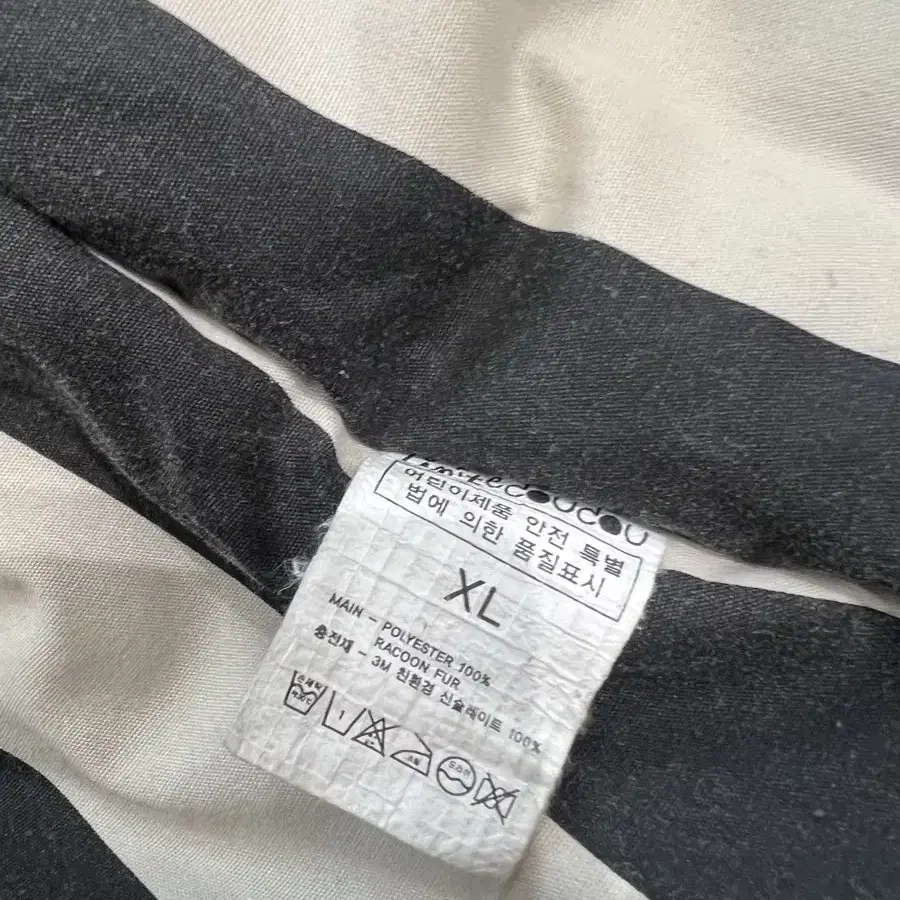 어린이제품 안전 특별
법에 의한 품질표시
XL
MAIN - POLYESTER 100%
RACOON FUR
충전재 - 3M 친환경 신슐레이트 100%